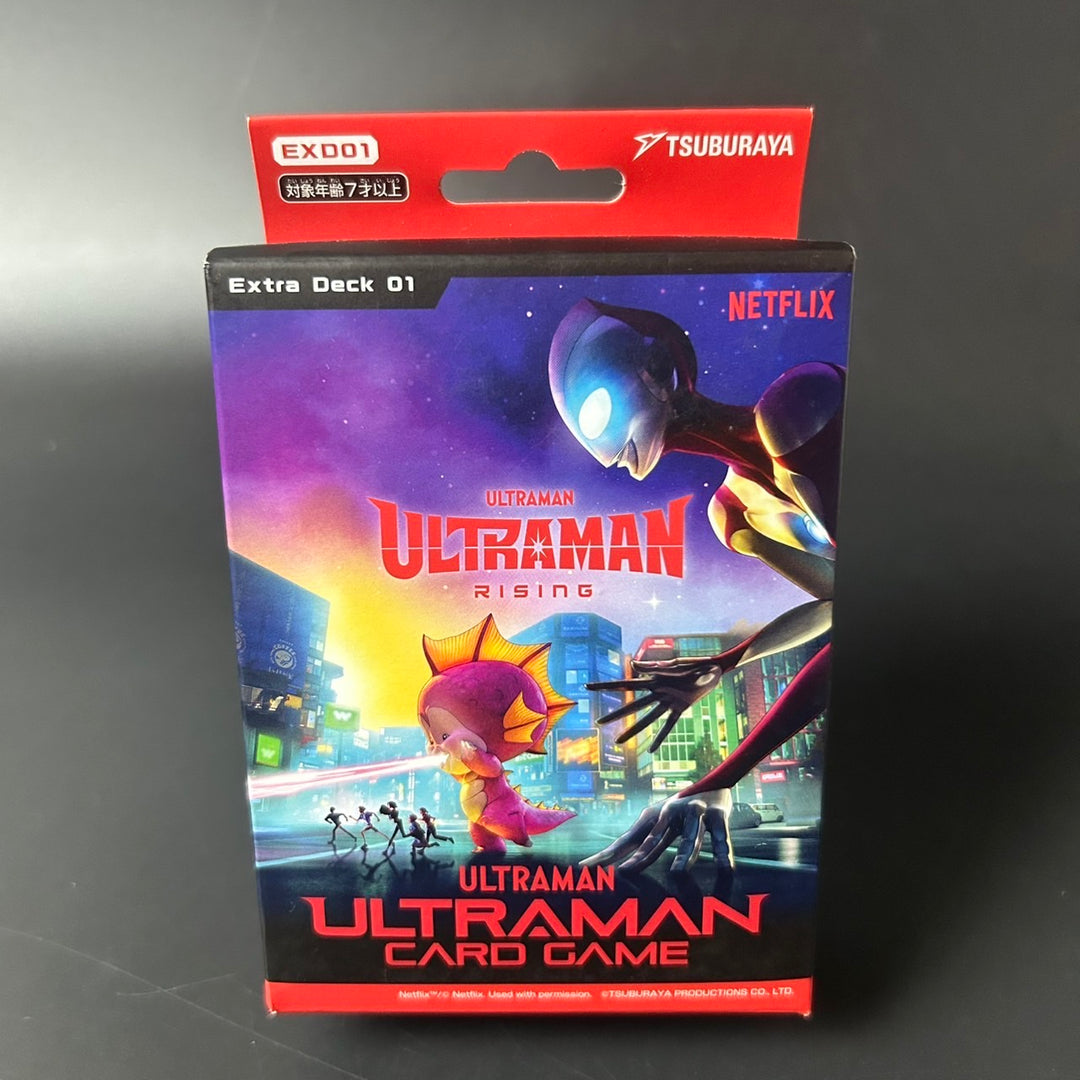 EXD01
TSUBURAYA
対象年齢7才以上
Extra Deck 01
NETFLIX
ULTRAMAN
ULTRAMAN
RISING
ULTRAMAN
ULTRAMAN
CARD GAME
Netflix™/© Netflix. Used with permission. ©TSUBURAYA PRODUCTIONS CO., LTD.